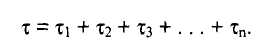 τ = τ₁ + τ₂ + τ₃ + . . . + τₙ.